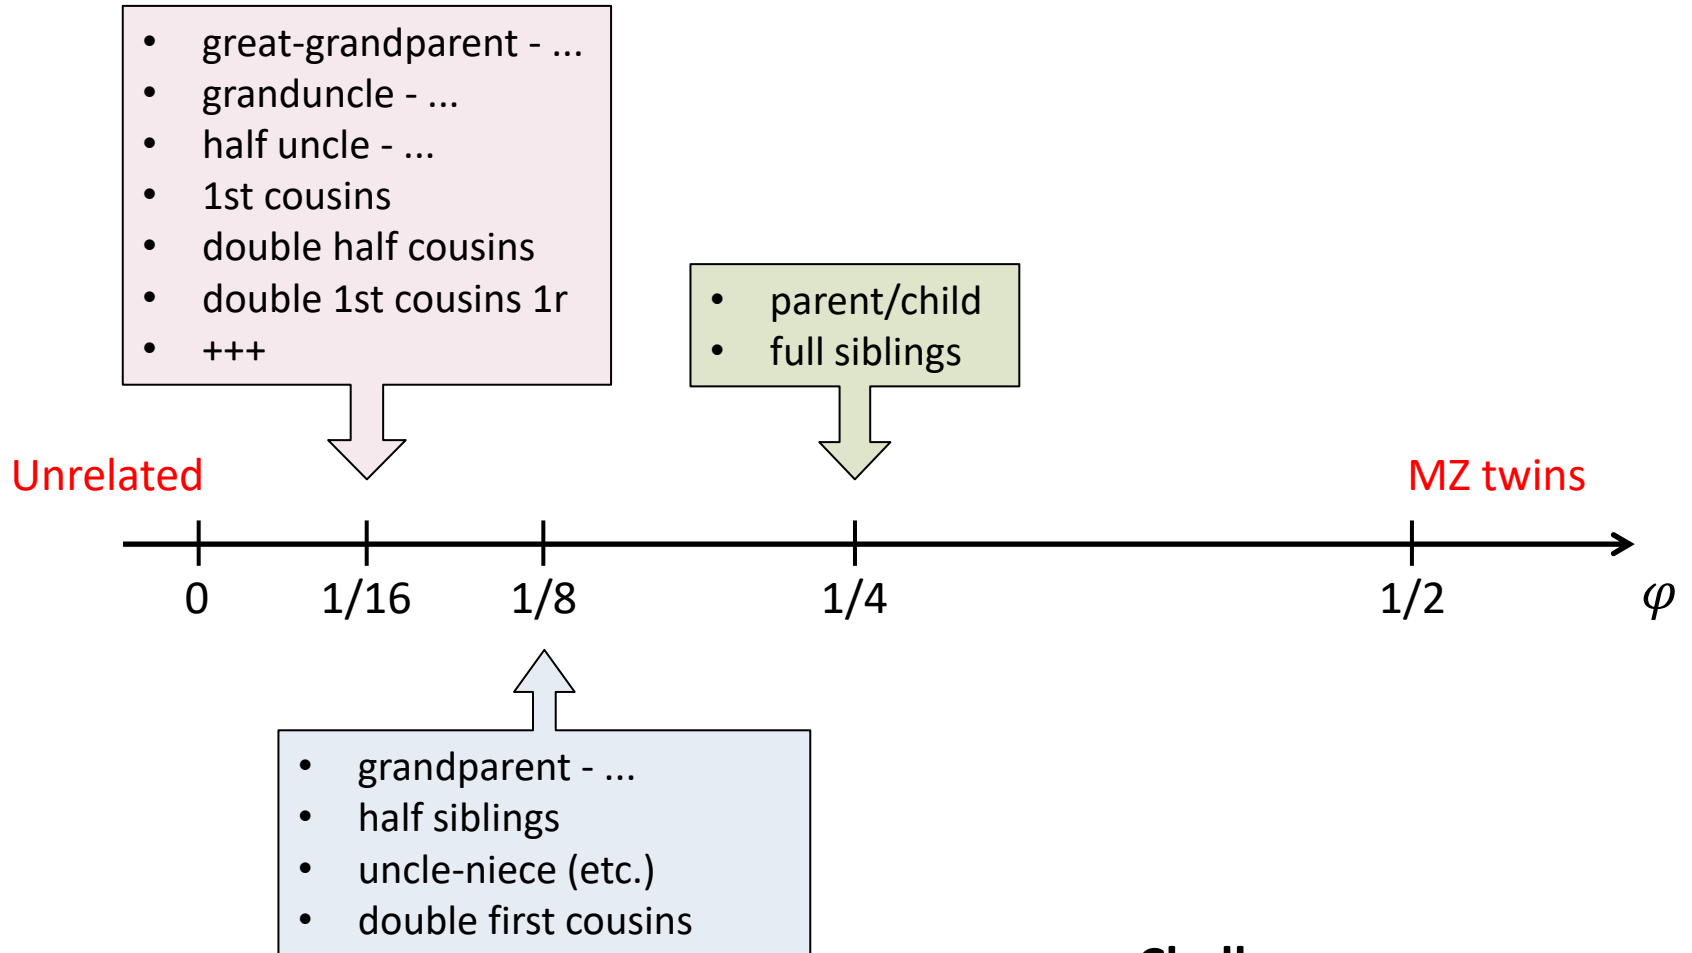 • great-grandparent - ...
• granduncle - ...
• half uncle - ...
• 1st cousins
• double half cousins
• double 1st cousins 1r
• +++
• parent/child
• full siblings
Unrelated
MZ twins
0 1/16 1/8 1/4 1/2 φ
• grandparent - ...
• half siblings
• uncle-niece (etc.)
• double first cousins